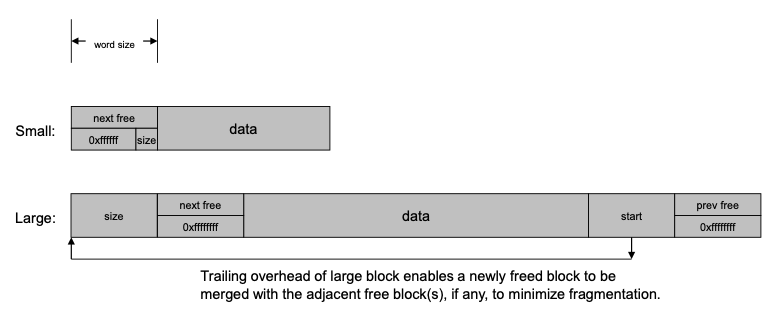 word size
Small:
next free
0xffffff
size
data
Large:
size
next free
0xffffffff
data
start
prev free
0xffffffff
Trailing overhead of large block enables a newly freed block to be
merged with the adjacent free block(s), if any, to minimize fragmentation.